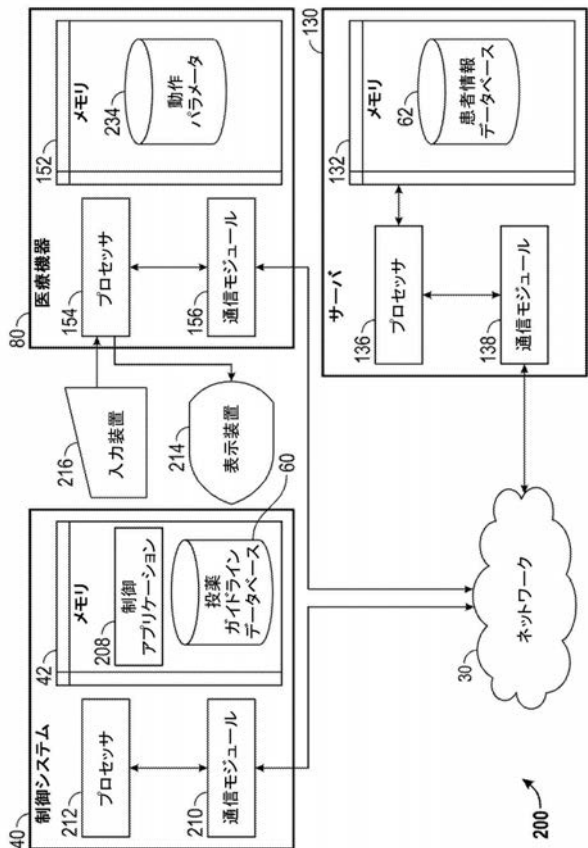 40
制御システム
212
プロセッサ
210
通信モジュール
42
メモリ
208
制御
アプリケーション
投薬
ガイドライン
データベース
60
216
入力装置
214
表示装置
80
医療機器
154
プロセッサ
156
通信モジュール
152
メモリ
234
動作
パラメータ
30
ネットワーク
サーバ
130
136
プロセッサ
138
通信モジュール
132
メモリ
62
患者情報
データベース
200